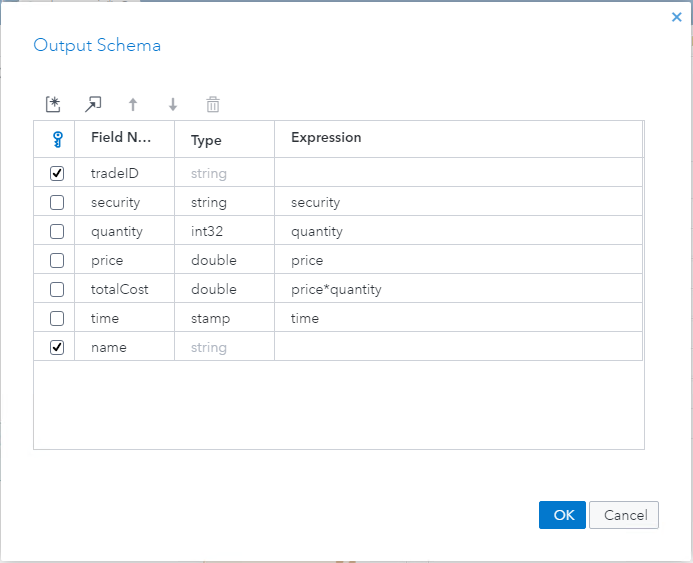 Output Schema
Field N... Type Expression
tradeID string
security string security
quantity int32 quantity
price double price
totalCost double price*quantity
time stamp time
name string
OK Cancel